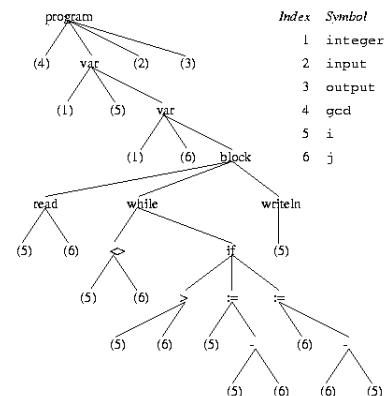 program
Index Symbol
1 integer
2 input
3 output
4 gcd
5 i
6 j
(4) var (2) (3)
(1) (5) var
(1) (6) block
read while writeln
(5) (6) <> if (5)
(5) (6) > := :=
(5) (6) (5) - (6) -
(5) (6) (6) (5)